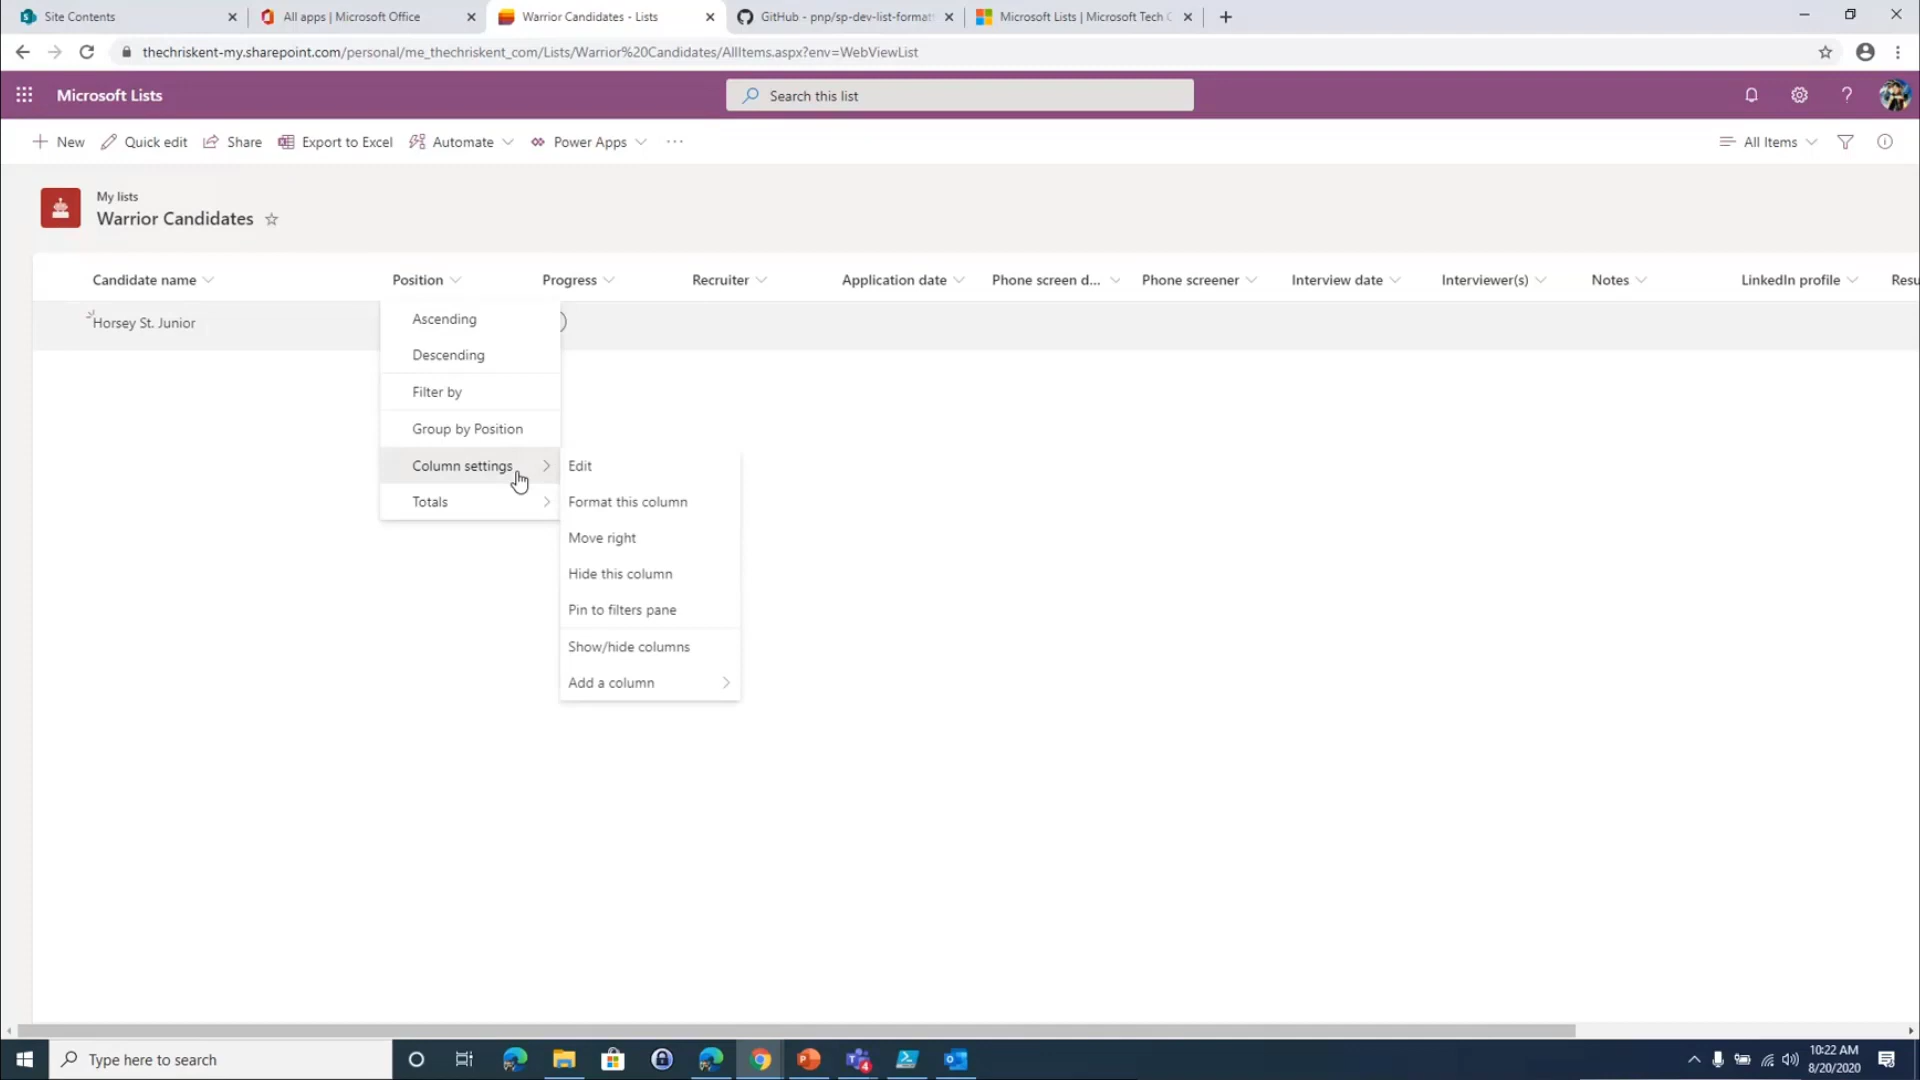 Site Contents
All apps | Microsoft Office
Warrior Candidates - Lists
GitHub - pnp/sp-dev-list-format
Microsoft Lists | Microsoft Tech C
thechriskent-my.sharepoint.com/personal/me_thechriskent_com/Lists/Warrior%20Candidates/AllItems.aspx?env=WebViewList
Microsoft Lists
Search this list
New
Quick edit
Share
Export to Excel
Automate
Power Apps
All Items
My lists
Warrior Candidates
Candidate name
Position
Progress
Recruiter
Application date
Phone screen d...
Phone screener
Interview date
Interviewer(s)
Notes
LinkedIn profile
Resu
Horsey St. Junior
Ascending
Descending
Filter by
Group by Position
Column settings
Totals
Edit
Format this column
Move right
Hide this column
Pin to filters pane
Show/hide columns
Add a column
Type here to search
4
10:22 AM
8/20/2020